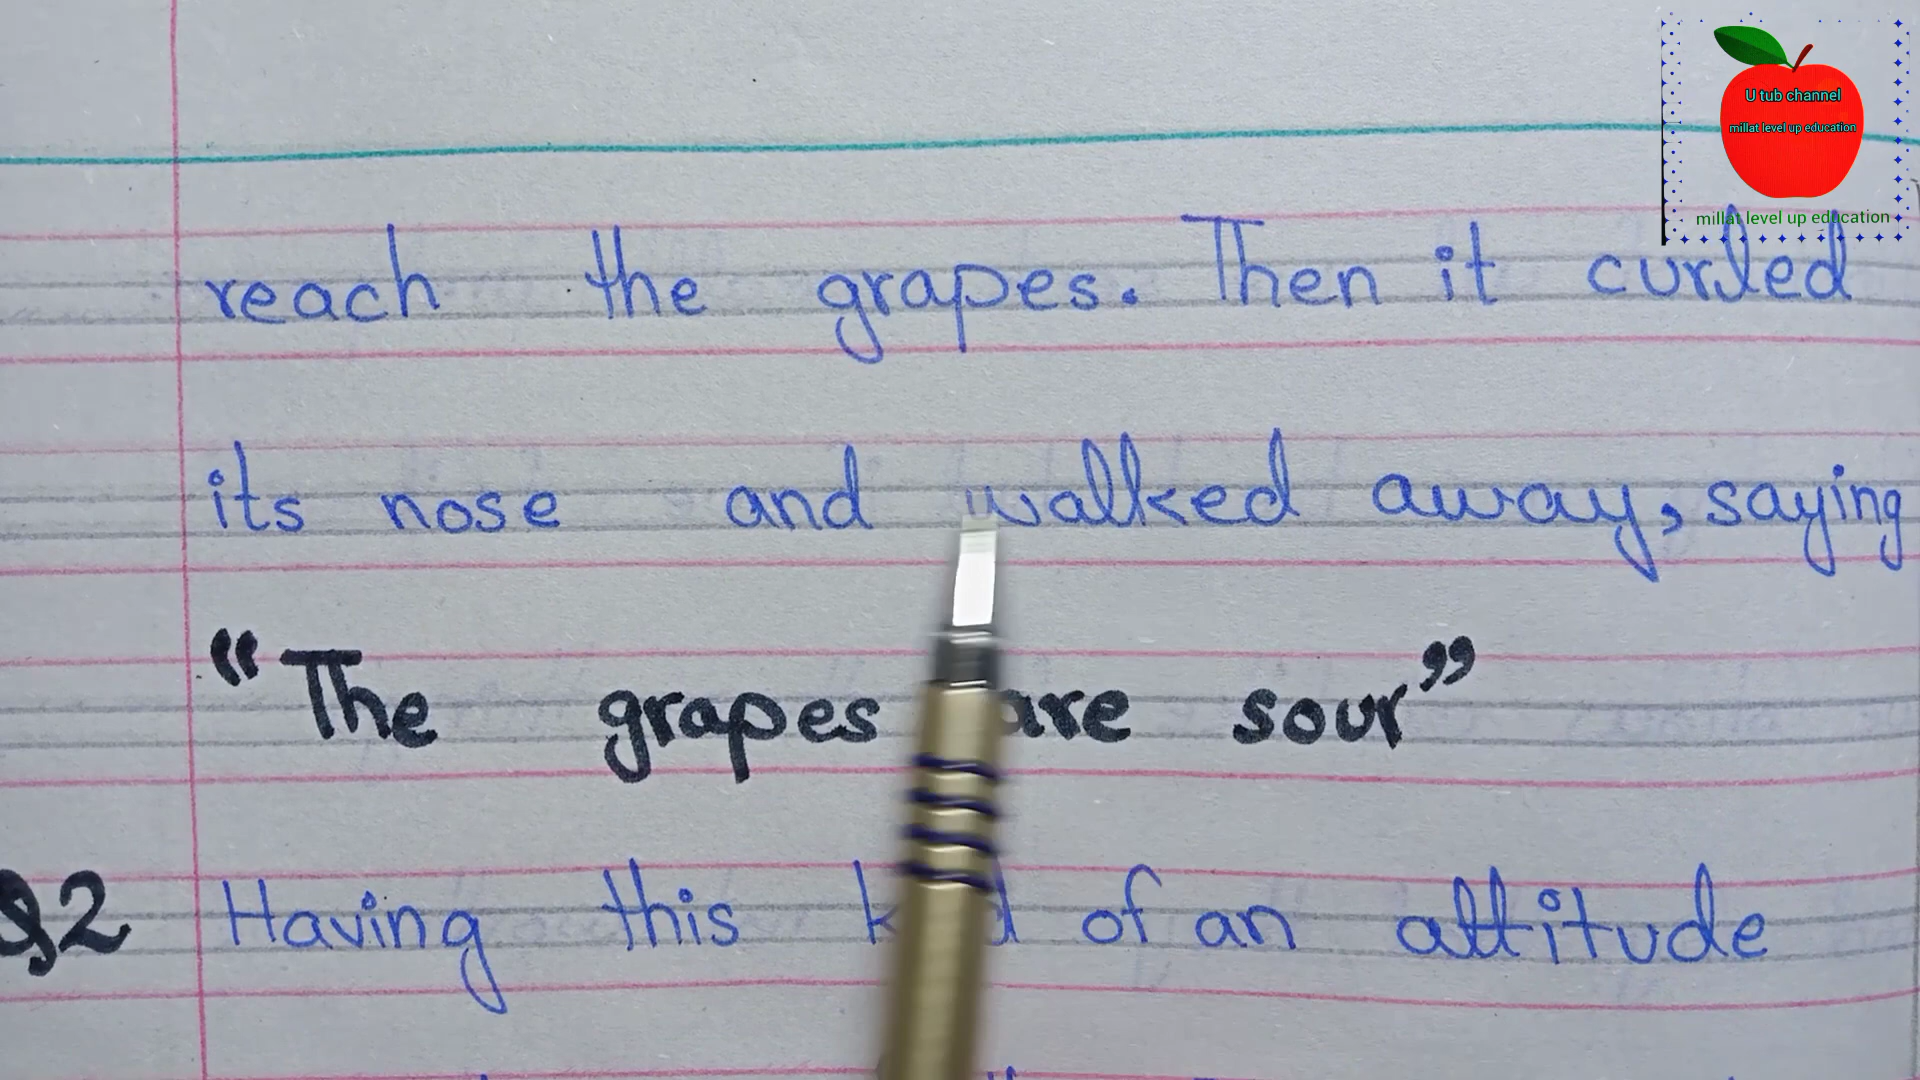 U tub channel
millat level up education
millat level up education
reach the grapes. Then it curled
its nose and walked away, saying
“The grapes are sour”
Q2 Having this of an attitude